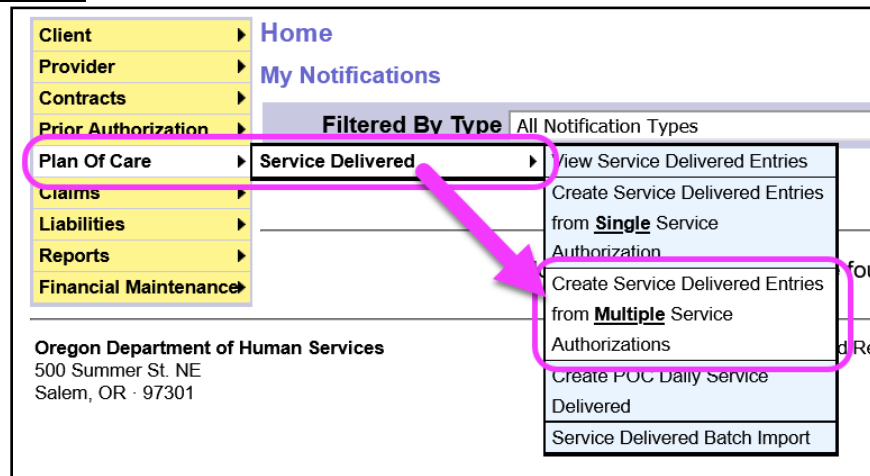 Client
Provider
Contracts
Prior Authorization
Plan Of Care
Claims
Liabilities
Reports
Financial Maintenance
Home
My Notifications
Filtered By Type All Notification Types
Service Delivered
View Service Delivered Entries
Create Service Delivered Entries
from Single Service
Authorization
Create Service Delivered Entries
from Multiple Service
Authorizations
Create POC Daily Service
Delivered
Service Delivered Batch Import
Oregon Department of Human Services
500 Summer St. NE
Salem, OR · 97301